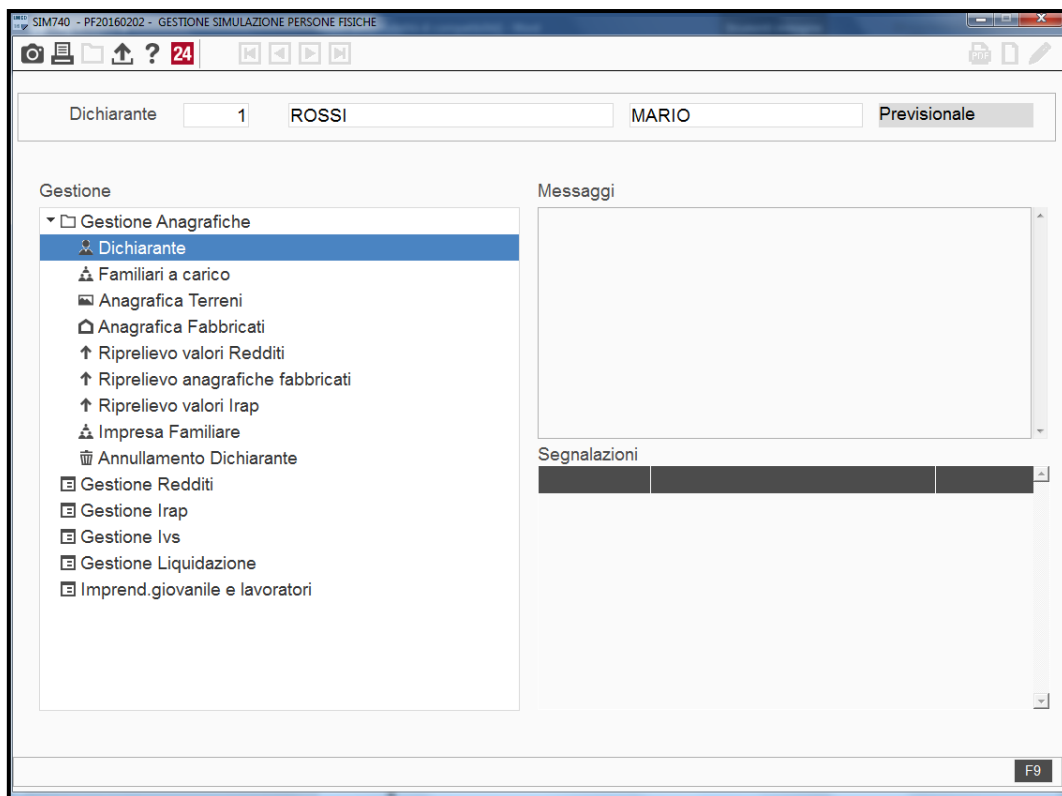 SIM740 - PF20160202 - GESTIONE SIMULAZIONE PERSONE FISICHE
? 24
PDF
Dichiarante 1 ROSSI MARIO Previsionale
Gestione
Gestione Anagrafiche
Dichiarante
Familiari a carico
Anagrafica Terreni
Anagrafica Fabbricati
Riprelievo valori Redditi
Riprelievo anagrafiche fabbricati
Riprelievo valori Irap
Impresa Familiare
Annullamento Dichiarante
Gestione Redditi
Gestione Irap
Gestione Ivs
Gestione Liquidazione
Imprend.giovanile e lavoratori
Messaggi
Segnalazioni
F9